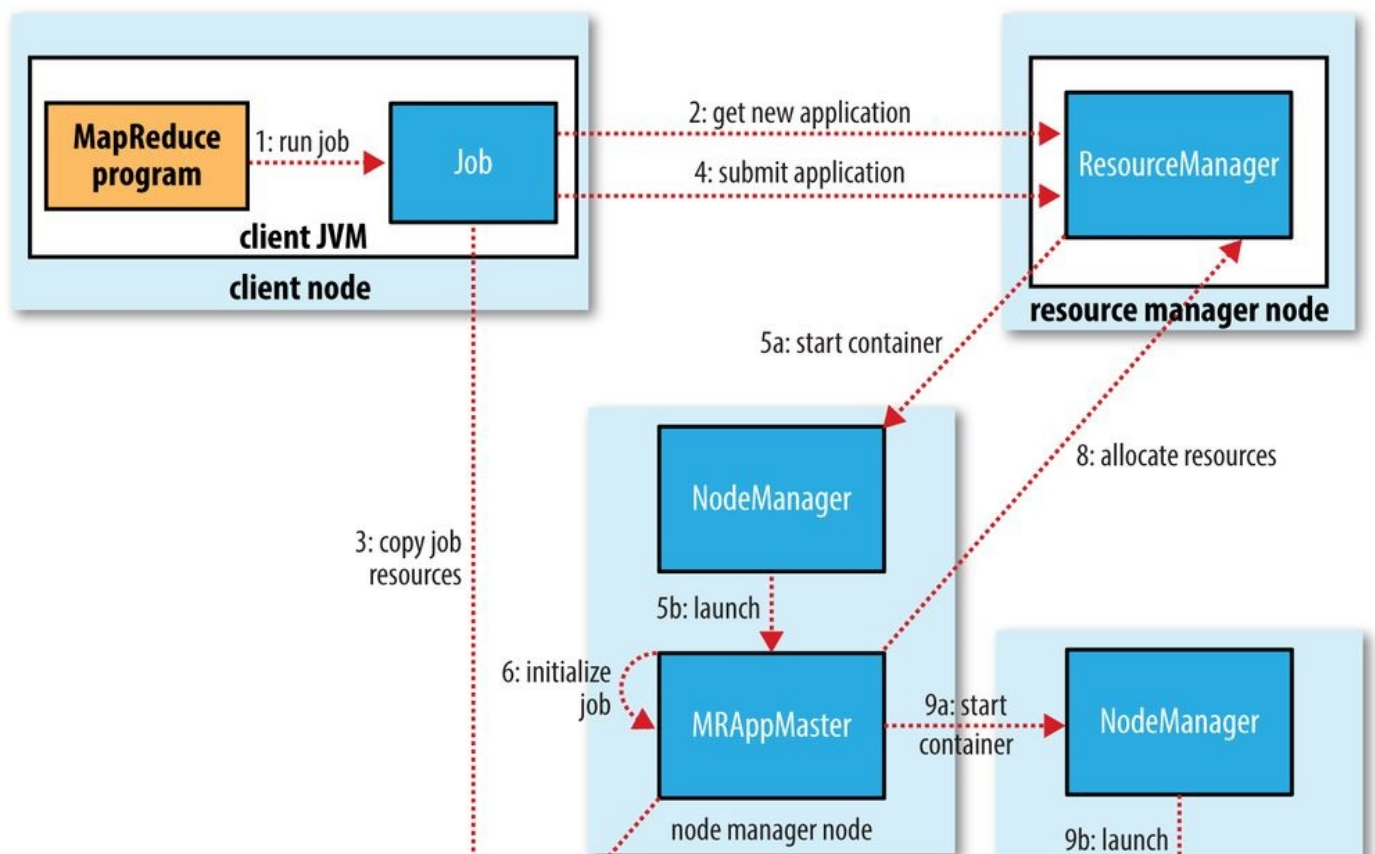 MapReduce
program
1: run job
Job
client JVM
client node
2: get new application
4: submit application
ResourceManager
resource manager node
5a: start container
NodeManager
8: allocate resources
3: copy job
resources
5b: launch
6: initialize
job
MRAppMaster
9a: start
container
NodeManager
node manager node
9b: launch